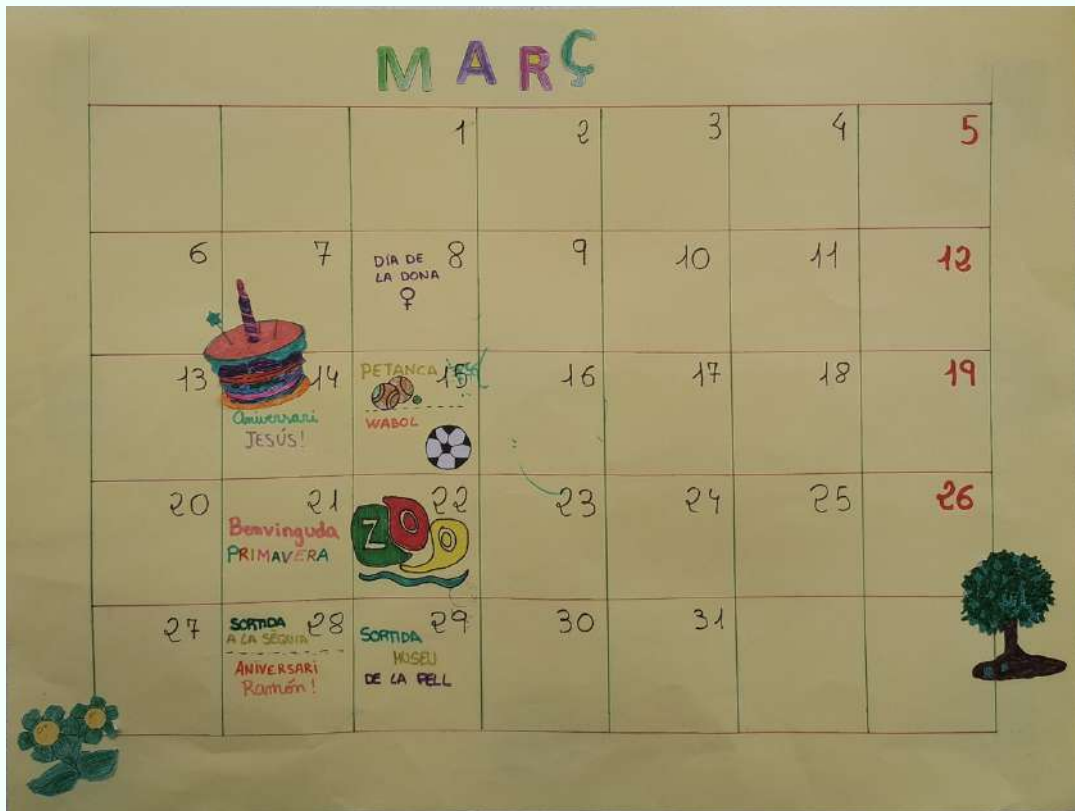 MARÇ
1 2 3 4 5
6 7 8 9 10 11 12
DÍA DE
LA DONA
13 14 15 16 17 18 19
Aniversari
JESÚS!
PETANCA
WABOL
20 21 22 23 24 25 26
Benvinguda
PRIMAVERA
ZOO
27 28 29 30 31
SORTIDA
A LA SÈQUIA
ANIVERSARI
Ramón!
SORTIDA
MUSEU
DE LA PELL